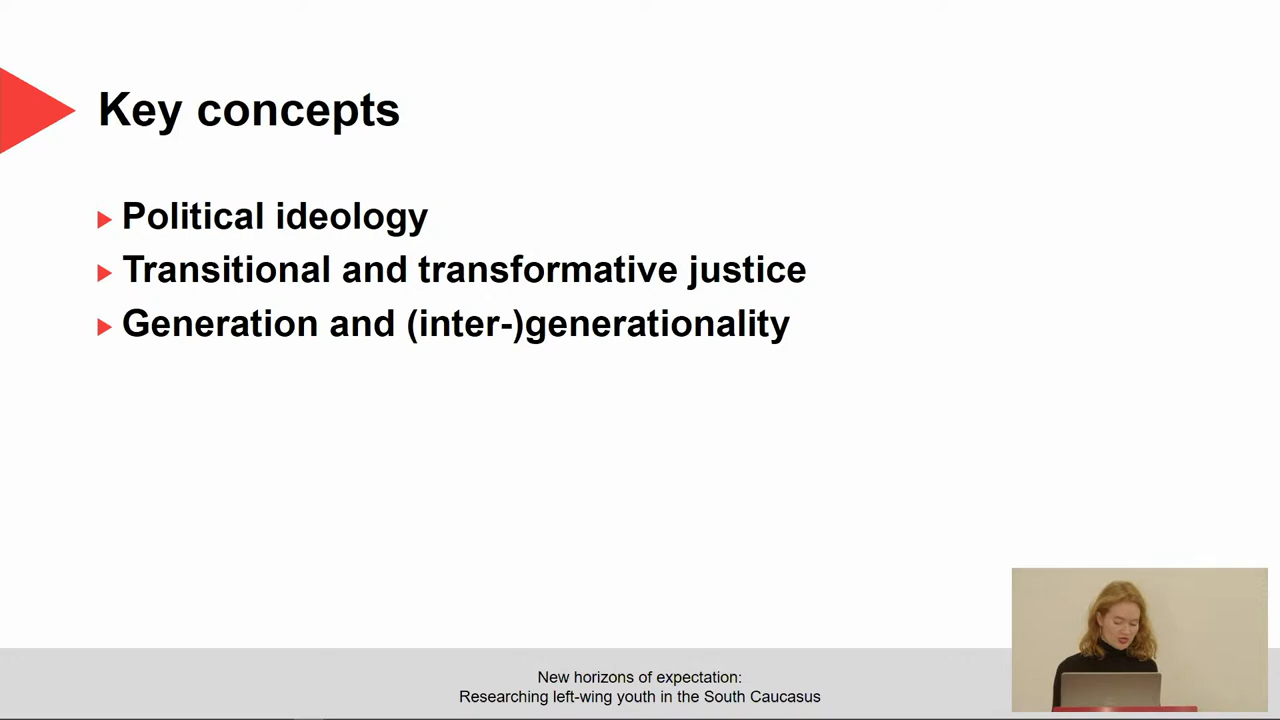 Key concepts
Political ideology
Transitional and transformative justice
Generation and (inter-)generationality
New horizons of expectation:
Researching left-wing youth in the South Caucasus